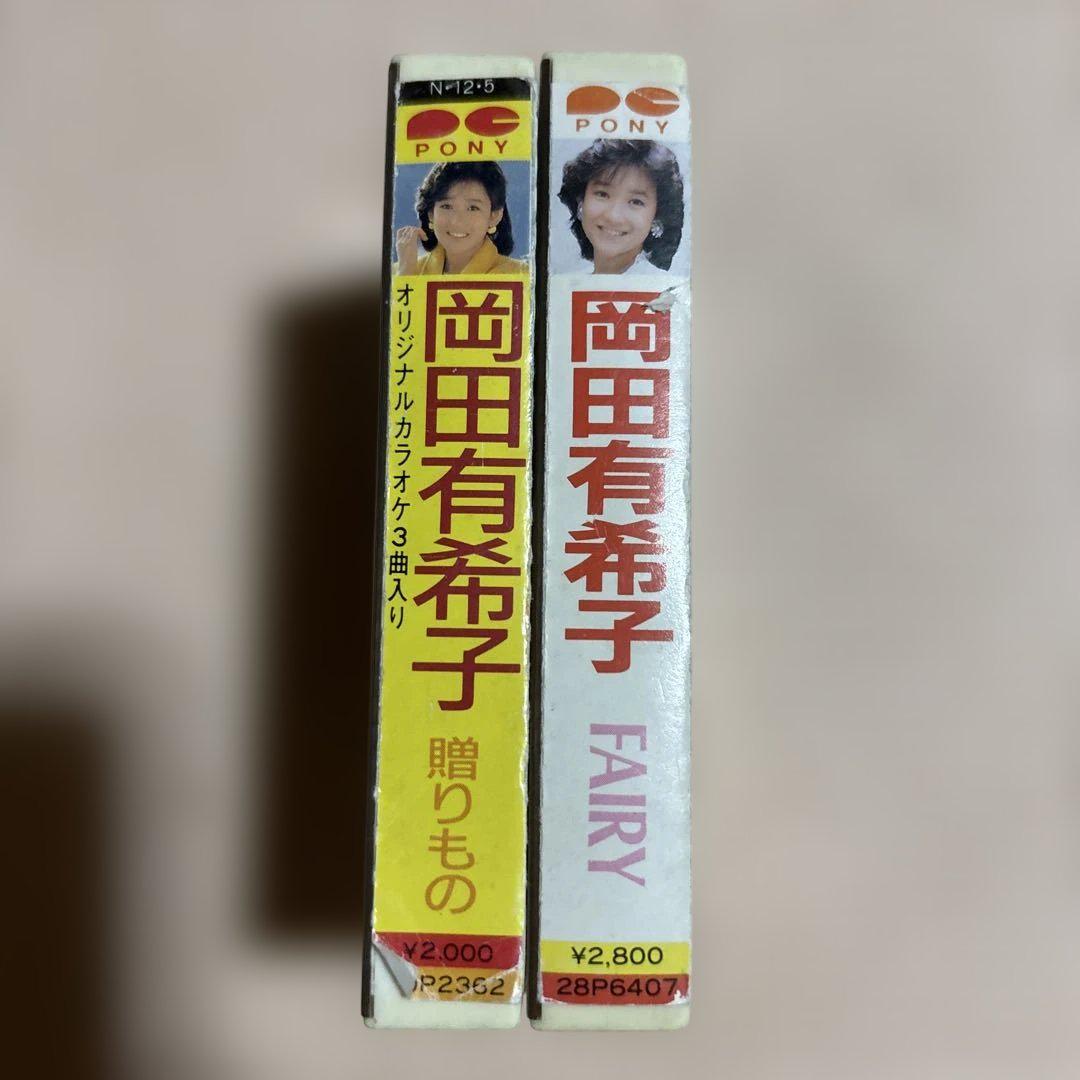 N・12・5
PONY
岡田有希子
オリジナルカラオケ3曲入り
贈りもの
¥2,000
P2362
PONY
岡田有希子
FAIRY
¥2,800
28P6407